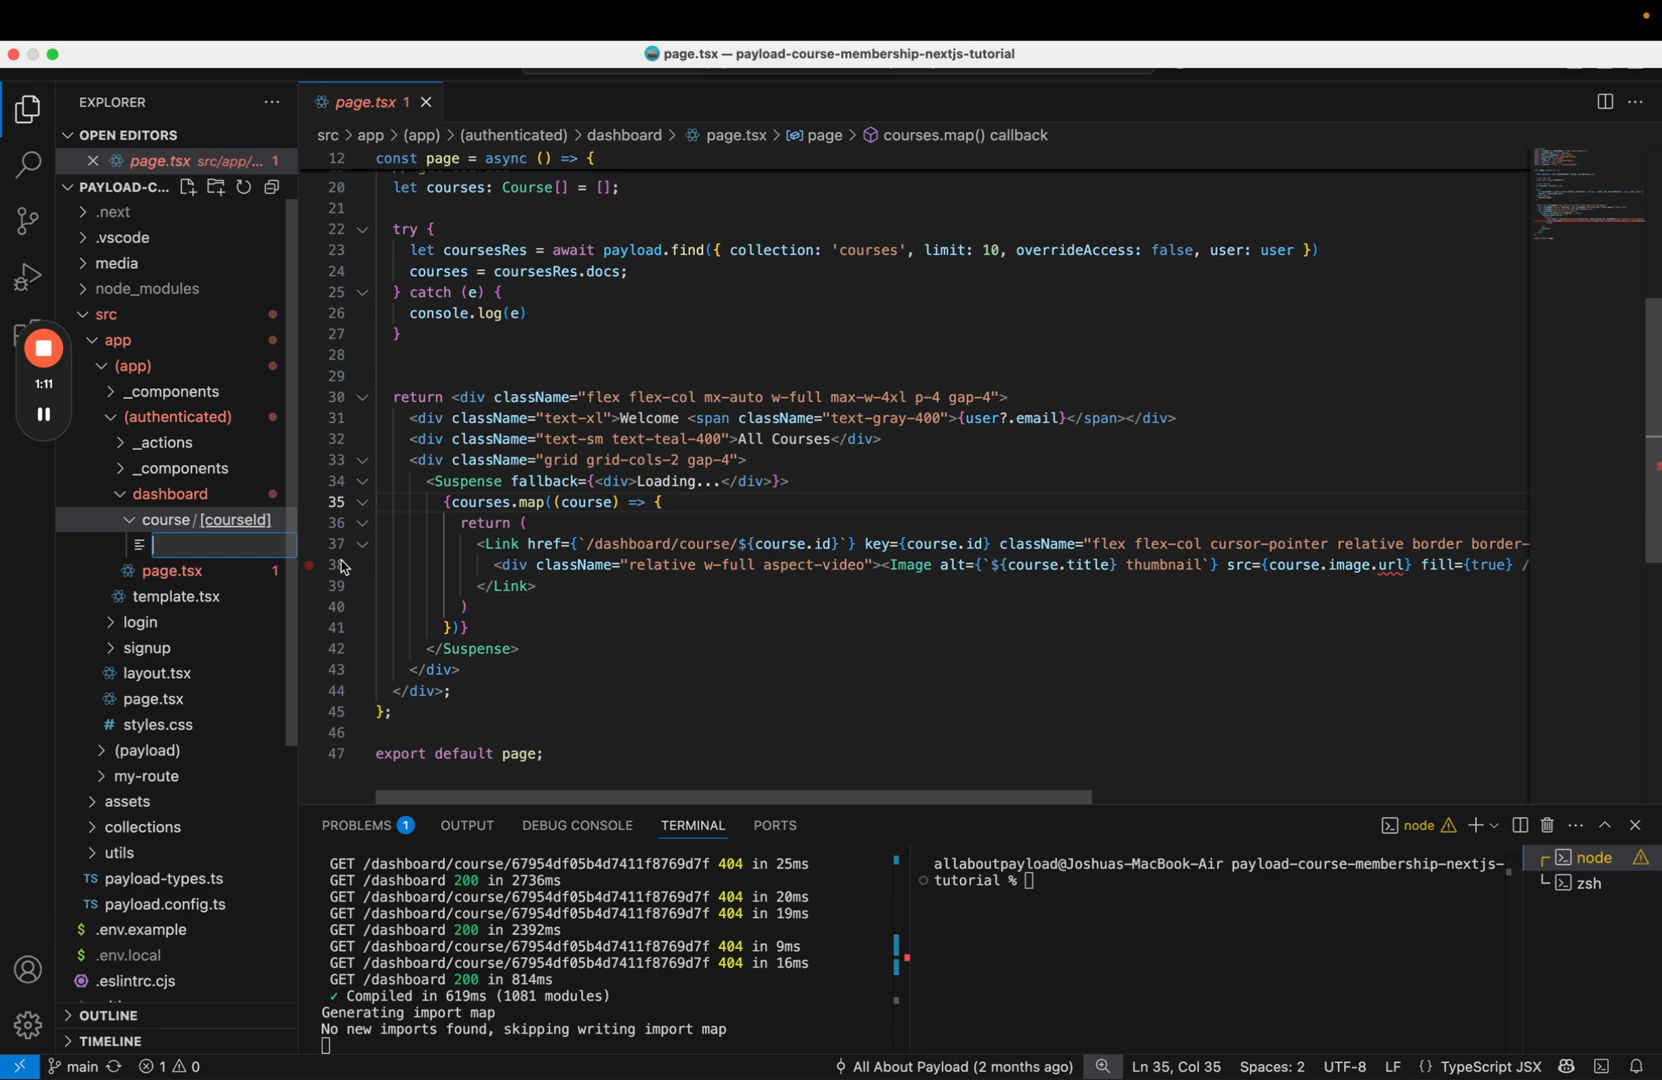 page.tsx — payload-course-membership-nextjs-tutorial
EXPLORER
OPEN EDITORS
page.tsx src/app/... 1
PAYLOAD-C...
.next
.vscode
media
node_modules
src
app
(app)
_components
(authenticated)
_actions
_components
dashboard
course / [courseId]
page.tsx 1
template.tsx
login
signup
layout.tsx
page.tsx
# styles.css
(payload)
my-route
assets
collections
utils
TS payload-types.ts
TS payload.config.ts
$ .env.example
$ .env.local
.eslintrc.cjs
OUTLINE
TIMELINE
1:11
page.tsx 1
src > app > (app) > (authenticated) > dashboard > page.tsx > page > courses.map() callback
12 const page = async () => {
20 let courses: Course[] = [];
21
22 try {
23 let coursesRes = await payload.find({ collection: 'courses', limit: 10, overrideAccess: false, user: user })
24 courses = coursesRes.docs;
25 } catch (e) {
26 console.log(e)
27 }
28
29
30 return <div className="flex flex-col mx-auto w-full max-w-4xl p-4 gap-4">
31 <div className="text-xl">Welcome <span className="text-gray-400">{user?.email}</span></div>
32 <div className="text-sm text-teal-400">All Courses</div>
33 <div className="grid grid-cols-2 gap-4">
34 <Suspense fallback={<div>Loading...</div>}>
35 {courses.map((course) => {
36 return (
37 <Link href={`/dashboard/course/${course.id}`} key={course.id} className="flex flex-col cursor-pointer relative border border-
38 <div className="relative w-full aspect-video"><Image alt={`${course.title} thumbnail`} src={course.image.url} fill={true} /
39 </Link>
40 )
41 })}
42 </Suspense>
43 </div>
44 </div>;
45 };
46
47 export default page;
PROBLEMS 1 OUTPUT DEBUG CONSOLE TERMINAL PORTS
node
GET /dashboard/course/67954df05b4d7411f8769d7f 404 in 25ms
GET /dashboard 200 in 2736ms
GET /dashboard/course/67954df05b4d7411f8769d7f 404 in 20ms
GET /dashboard/course/67954df05b4d7411f8769d7f 404 in 19ms
GET /dashboard 200 in 2392ms
GET /dashboard/course/67954df05b4d7411f8769d7f 404 in 9ms
GET /dashboard/course/67954df05b4d7411f8769d7f 404 in 16ms
GET /dashboard 200 in 814ms
✓ Compiled in 619ms (1081 modules)
Generating import map
No new imports found, skipping writing import map
allaboutpayload@Joshuas-MacBook-Air payload-course-membership-nextjs-
tutorial %
node
zsh
main 1 0 All About Payload (2 months ago) Ln 35, Col 35 Spaces: 2 UTF-8 LF {} TypeScript JSX